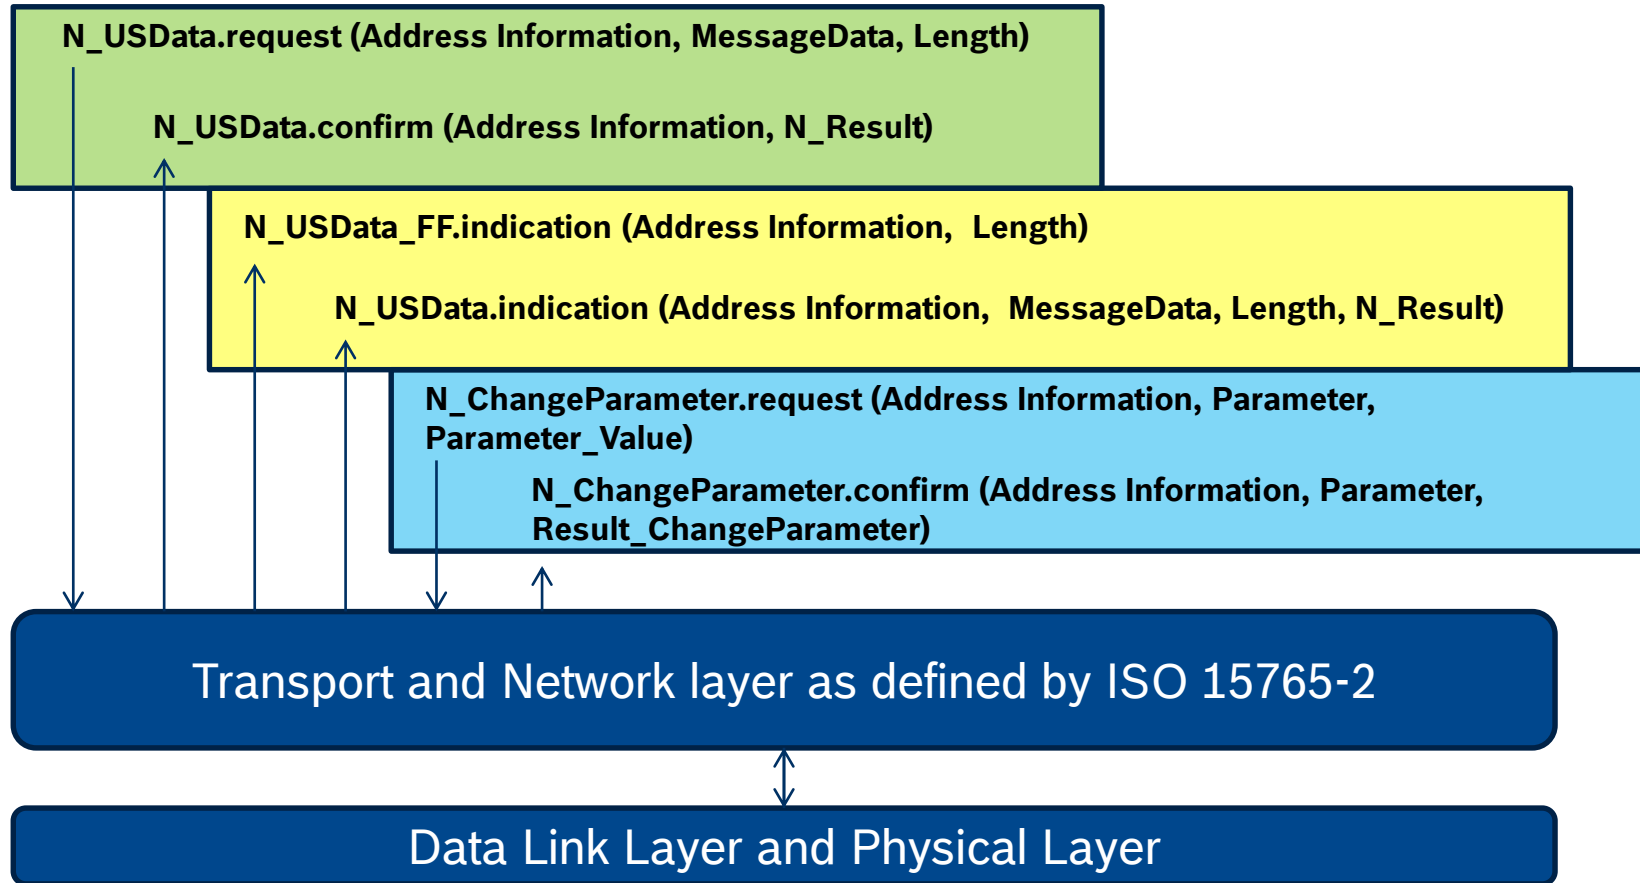 N_USData.request (Address Information, MessageData, Length)
N_USData.confirm (Address Information, N_Result)
N_USData_FF.indication (Address Information,  Length)
N_USData.indication (Address Information,  MessageData, Length, N_Result)
N_ChangeParameter.request (Address Information, Parameter,
Parameter_Value)
N_ChangeParameter.confirm (Address Information, Parameter,
Result_ChangeParameter)
Transport and Network layer as defined by ISO 15765-2
Data Link Layer and Physical Layer